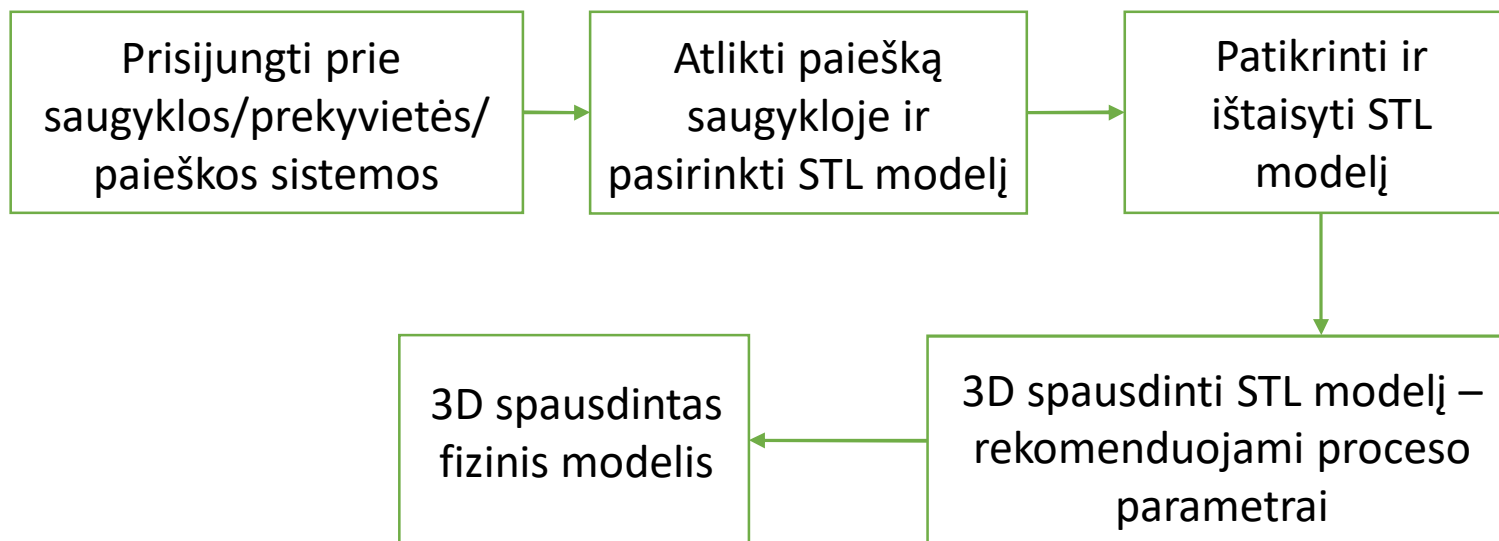 Prisijungti prie
saugyklos/prekyvietės/
paieškos sistemos
Atlikti paiešką
saugykloje ir
pasirinkti STL modelį
Patikrinti ir
ištaisyti STL
modelį
3D spausdinti STL modelį –
rekomenduojami proceso
parametrai
3D spausdintas
fizinis modelis